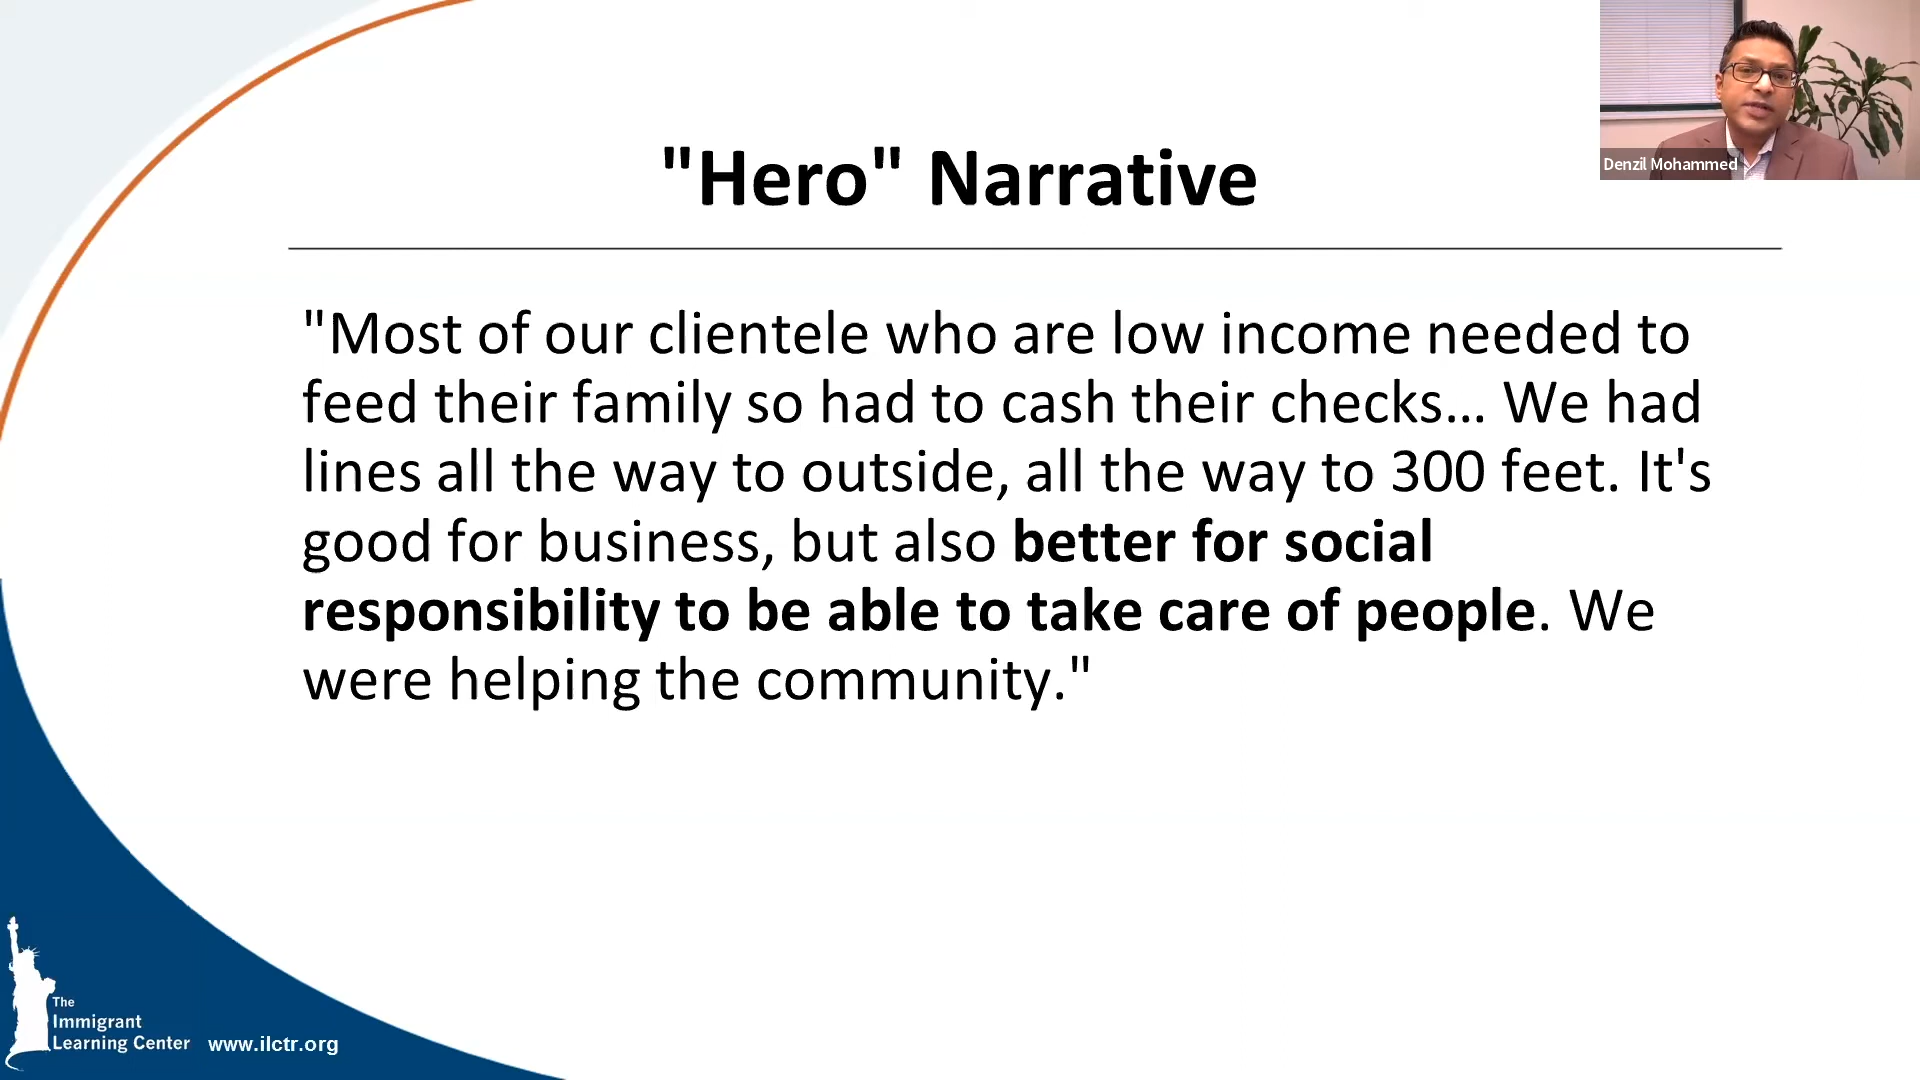 Denzil Mohammed
"Hero" Narrative
"Most of our clientele who are low income needed to
feed their family so had to cash their checks... We had
lines all the way to outside, all the way to 300 feet. It's
good for business, but also better for social
responsibility to be able to take care of people. We
were helping the community."
The
Immigrant
Learning Center
www.ilctr.org